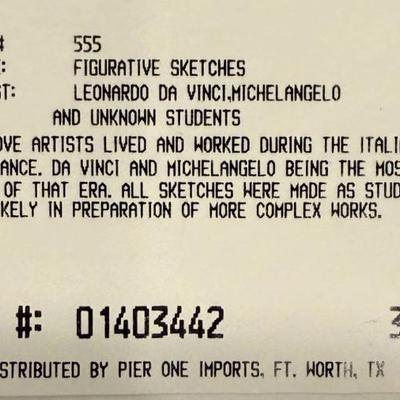 # 555
: FIGURATIVE SKETCHES
ST: LEONARDO DA VINCI,MICHELANGELO
AND UNKNOWN STUDENTS
OVE ARTISTS LIVED AND WORKED DURING THE ITALI
ANCE. DA VINCI AND MICHELANGELO BEING THE MOS
OF THAT ERA. ALL SKETCHES WERE MADE AS STUD
KELY IN PREPARATION OF MORE COMPLEX WORKS.
#: 01403442 3
STRIBUTED BY PIER ONE IMPORTS, FT. WORTH, TX